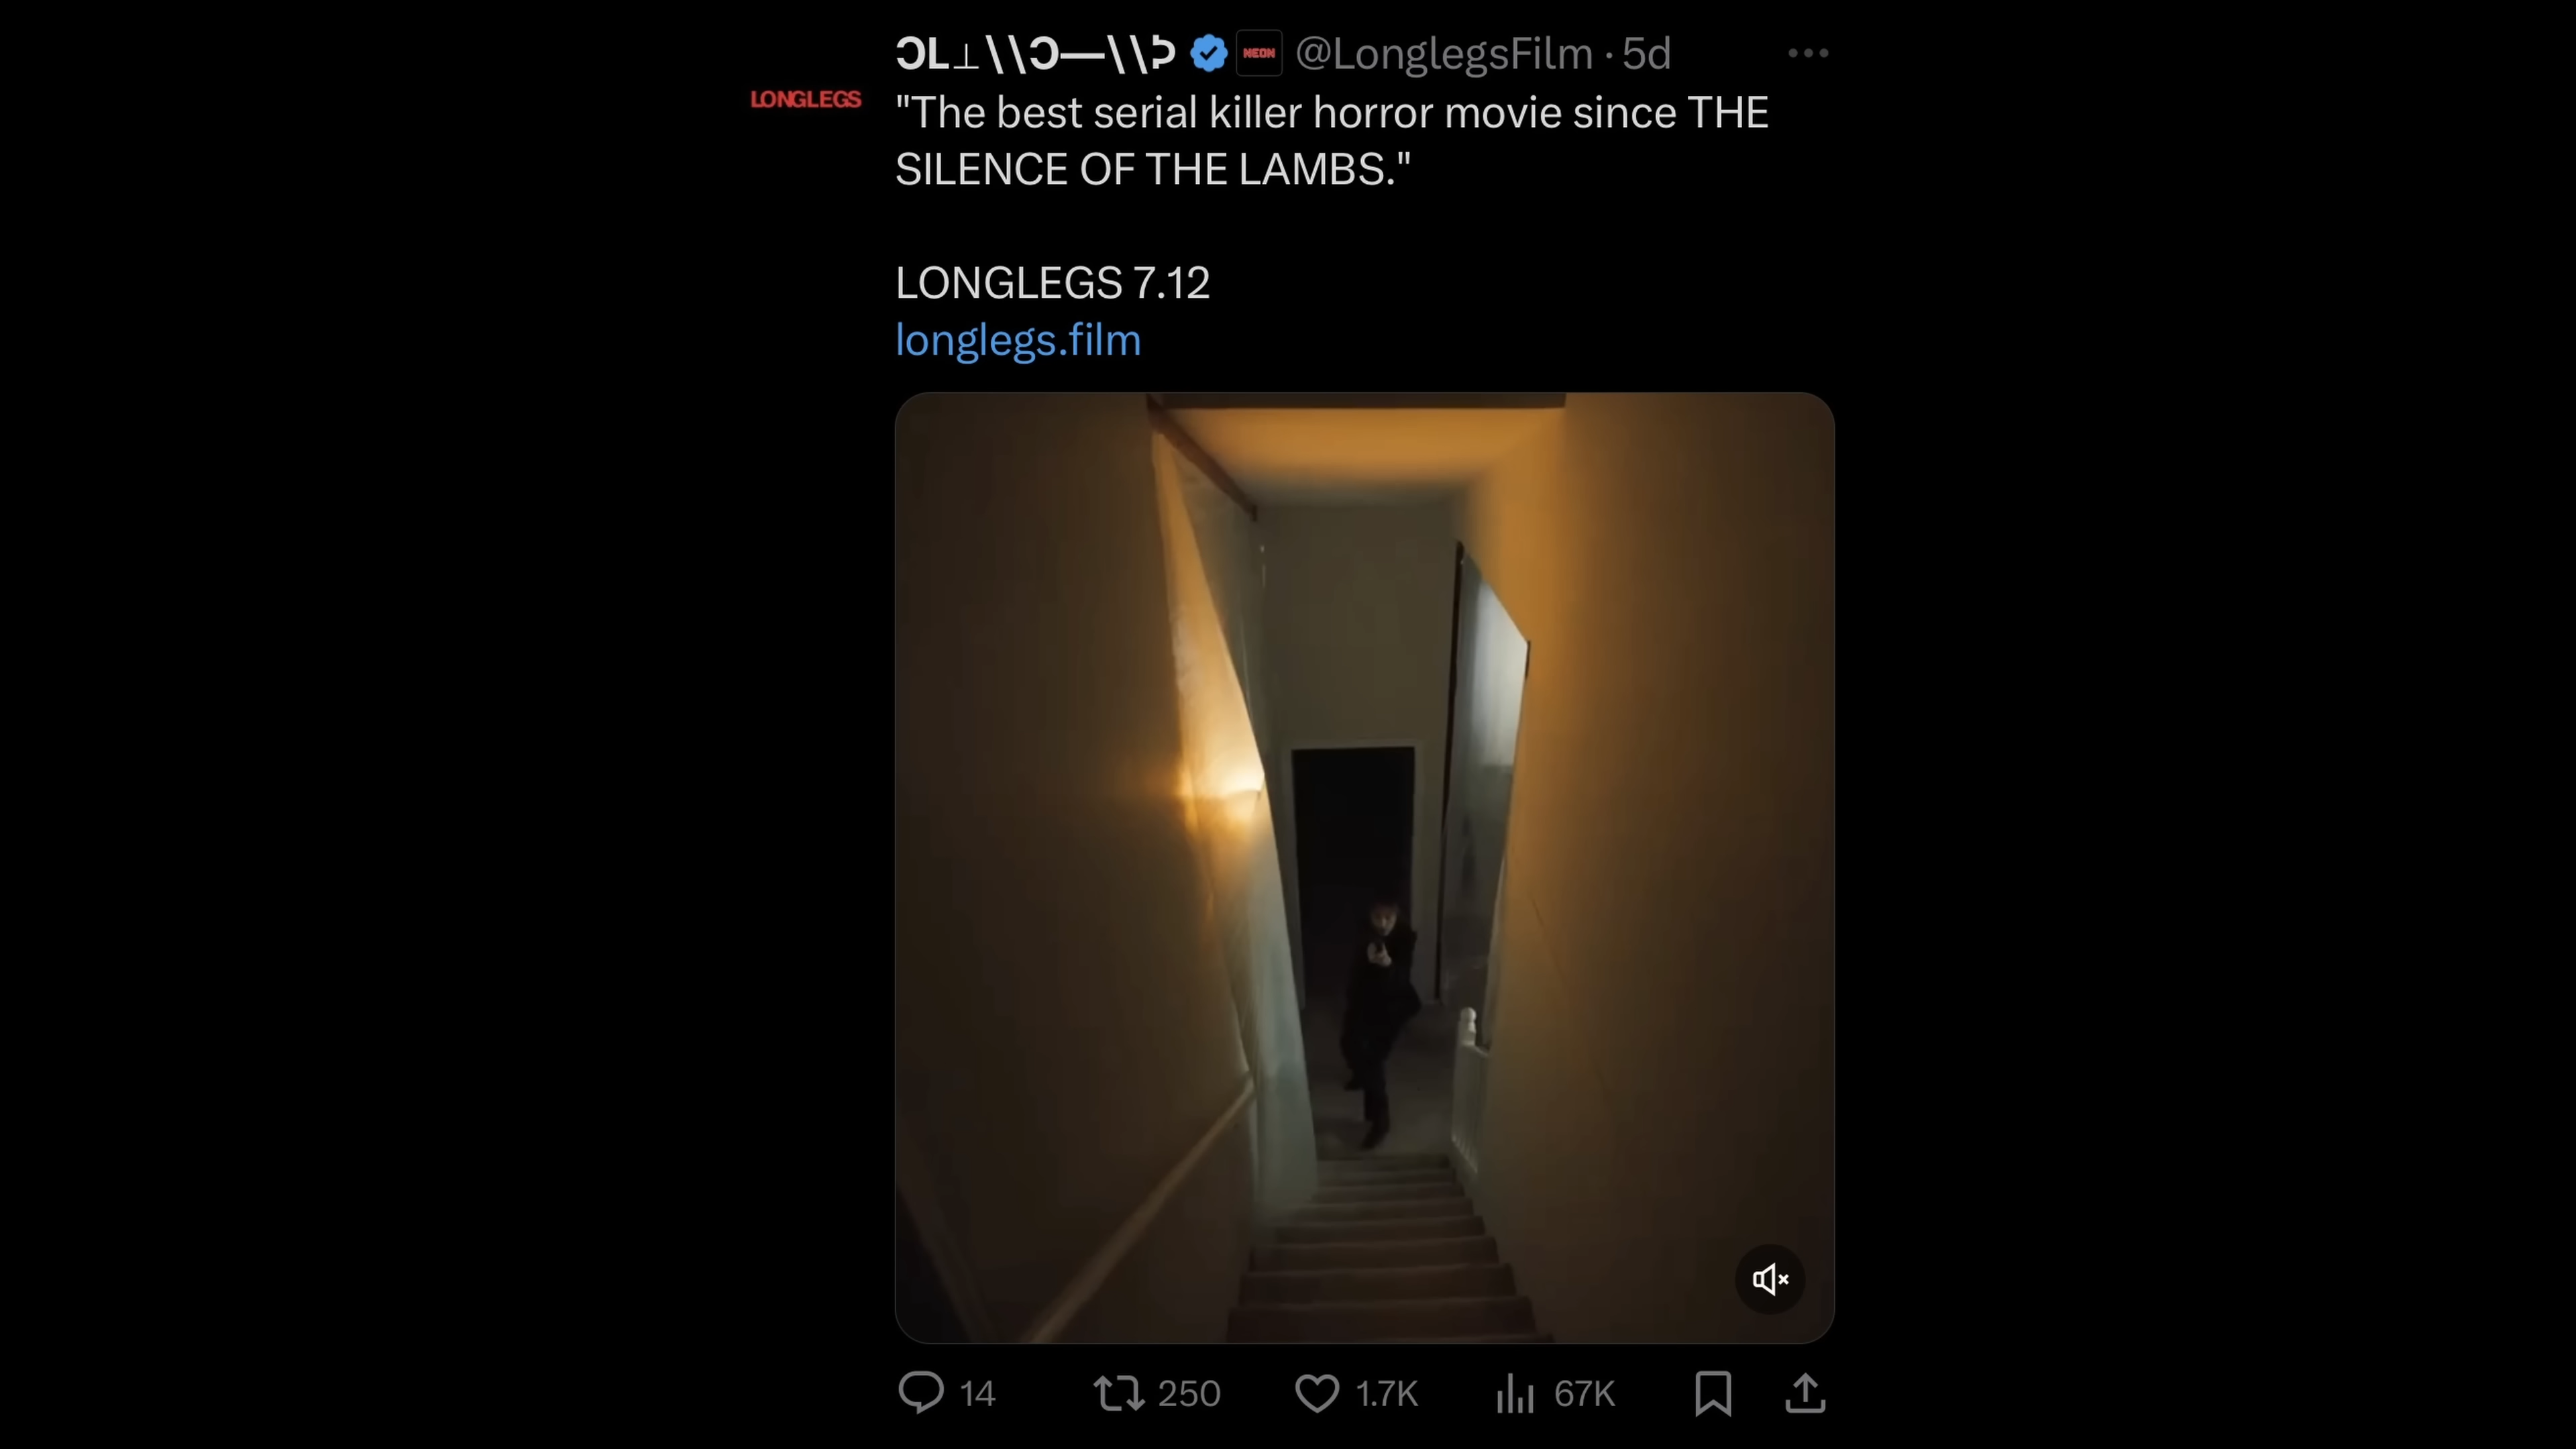 ƆL⊥\\Ɔ—\\Ϸ NEON @LonglegsFilm · 5d
LONGLEGS
"The best serial killer horror movie since THE
SILENCE OF THE LAMBS."
LONGLEGS 7.12
longlegs.film
14 250 1.7K 67K